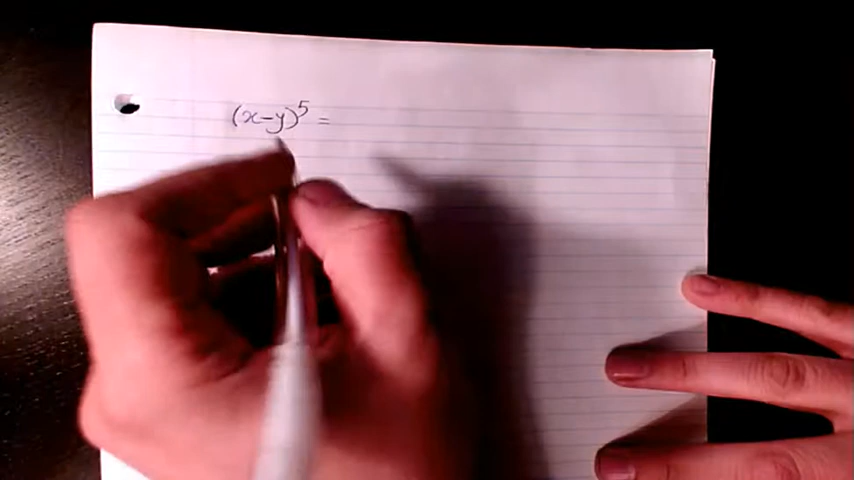 (x-y)⁵ =